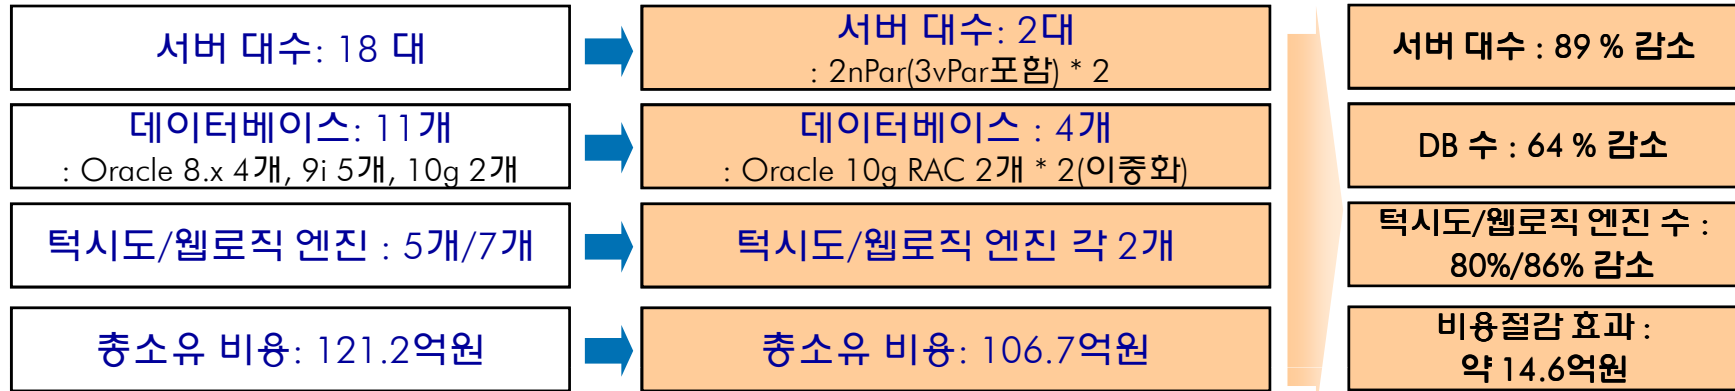 서버 대수: 18 대
서버 대수: 2대
: 2nPar(3vPar포함) * 2
서버 대수 : 89 % 감소
데이터베이스: 11개
: Oracle 8.x 4개, 9i 5개, 10g 2개
데이터베이스 : 4개
: Oracle 10g RAC 2개 * 2(이중화)
DB 수 : 64 % 감소
턱시도/웹로직 엔진 : 5개/7개
턱시도/웹로직 엔진 각 2개
턱시도/웹로직 엔진 수 :
80%/86% 감소
총소유 비용: 121.2억원
총소유 비용: 106.7억원
비용절감 효과 :
약 14.6억원